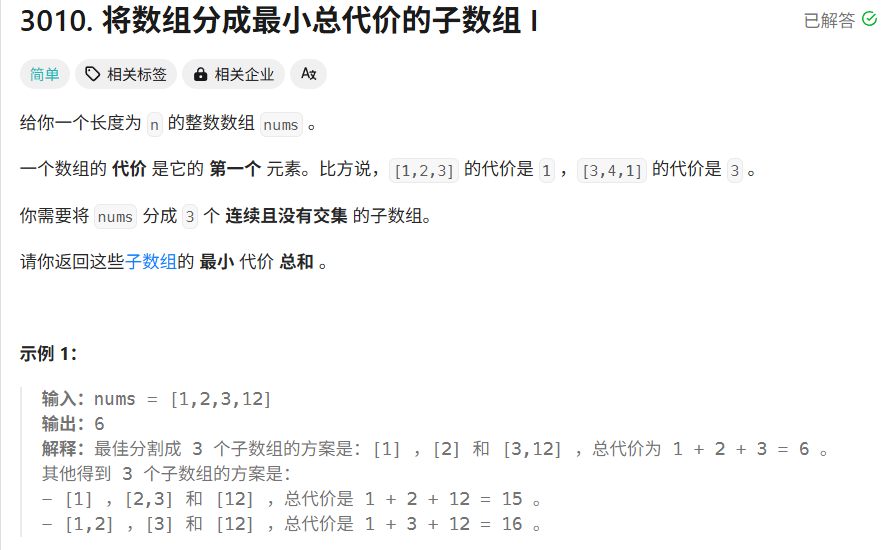 3010. 将数组分成最小总代价的子数组 I
已解答
简单 相关标签 相关企业
给你一个长度为 n 的整数数组 nums 。
一个数组的 代价 是它的 第一个 元素。比方说，[1,2,3] 的代价是 1 ，[3,4,1] 的代价是 3 。
你需要将 nums 分成 3 个 连续且没有交集 的子数组。
请你返回这些子数组的 最小 代价 总和 。
示例 1：
输入：nums = [1,2,3,12]
输出：6
解释：最佳分割成 3 个子数组的方案是：[1] ，[2] 和 [3,12] ，总代价为 1 + 2 + 3 = 6 。
其他得到 3 个子数组的方案是：
- [1] ，[2,3] 和 [12] ，总代价是 1 + 2 + 12 = 15 。
- [1,2] ，[3] 和 [12] ，总代价是 1 + 3 + 12 = 16 。